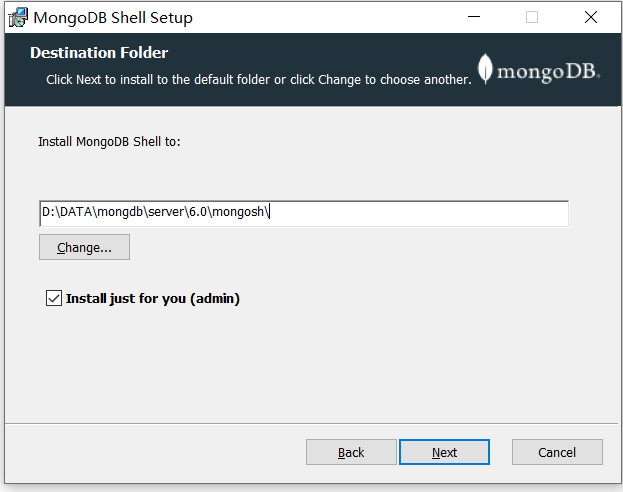 MongoDB Shell Setup
Destination Folder
Click Next to install to the default folder or click Change to choose another.
mongoDB®
Install MongoDB Shell to:
D:\DATA\mongdb\server\6.0\mongosh\
Change...
Install just for you (admin)
Back
Next
Cancel